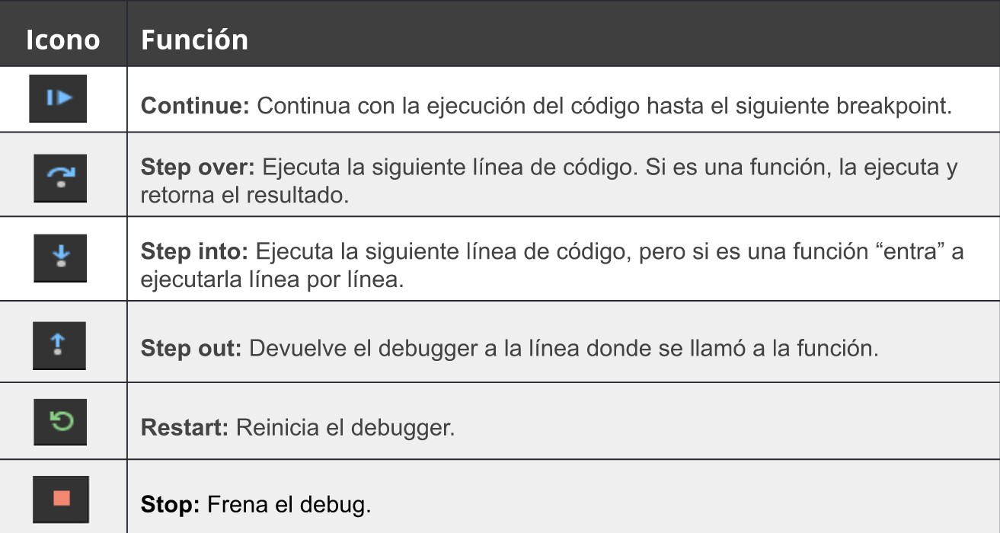 Icono Función
Continue: Continua con la ejecución del código hasta el siguiente breakpoint.
Step over: Ejecuta la siguiente línea de código. Si es una función, la ejecuta y
retorna el resultado.
Step into: Ejecuta la siguiente línea de código, pero si es una función “entra” a
ejecutarla línea por línea.
Step out: Devuelve el debugger a la línea donde se llamó a la función.
Restart: Reinicia el debugger.
Stop: Frena el debug.